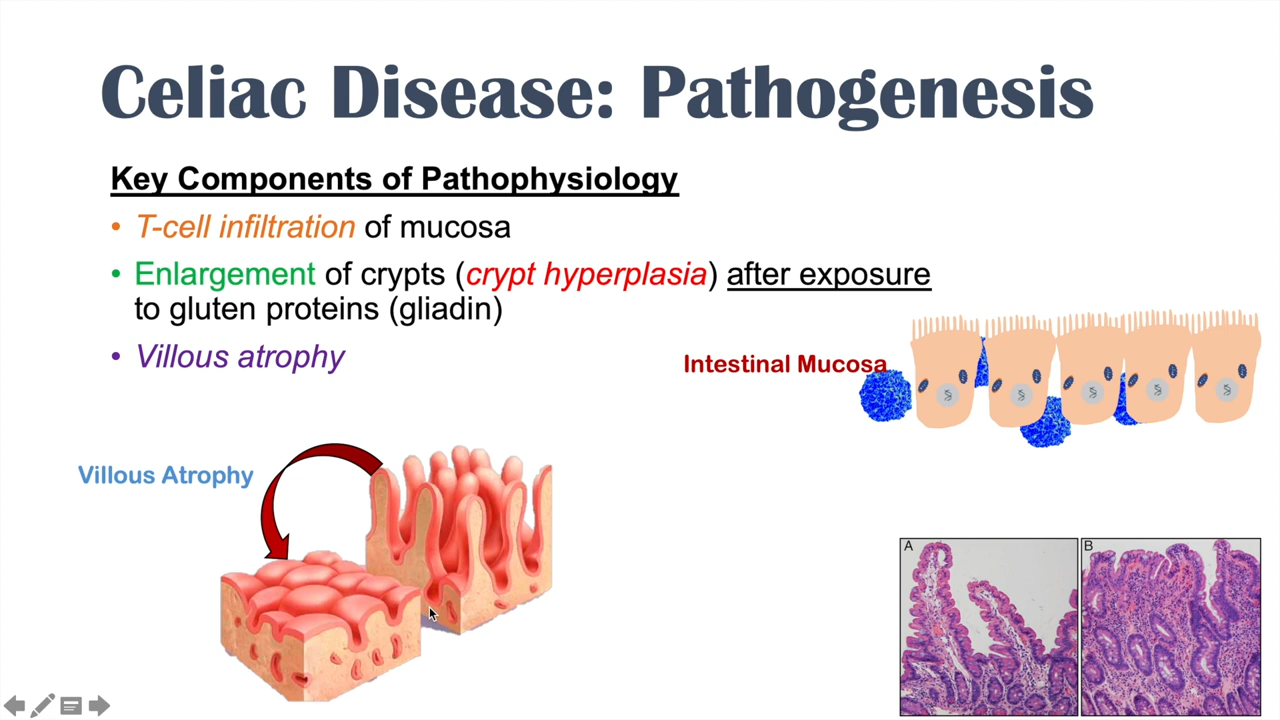 Celiac Disease: Pathogenesis
Key Components of Pathophysiology
• T-cell infiltration of mucosa
• Enlargement of crypts (crypt hyperplasia) after exposure
to gluten proteins (gliadin)
• Villous atrophy
Intestinal Mucosa
Villous Atrophy
A
B